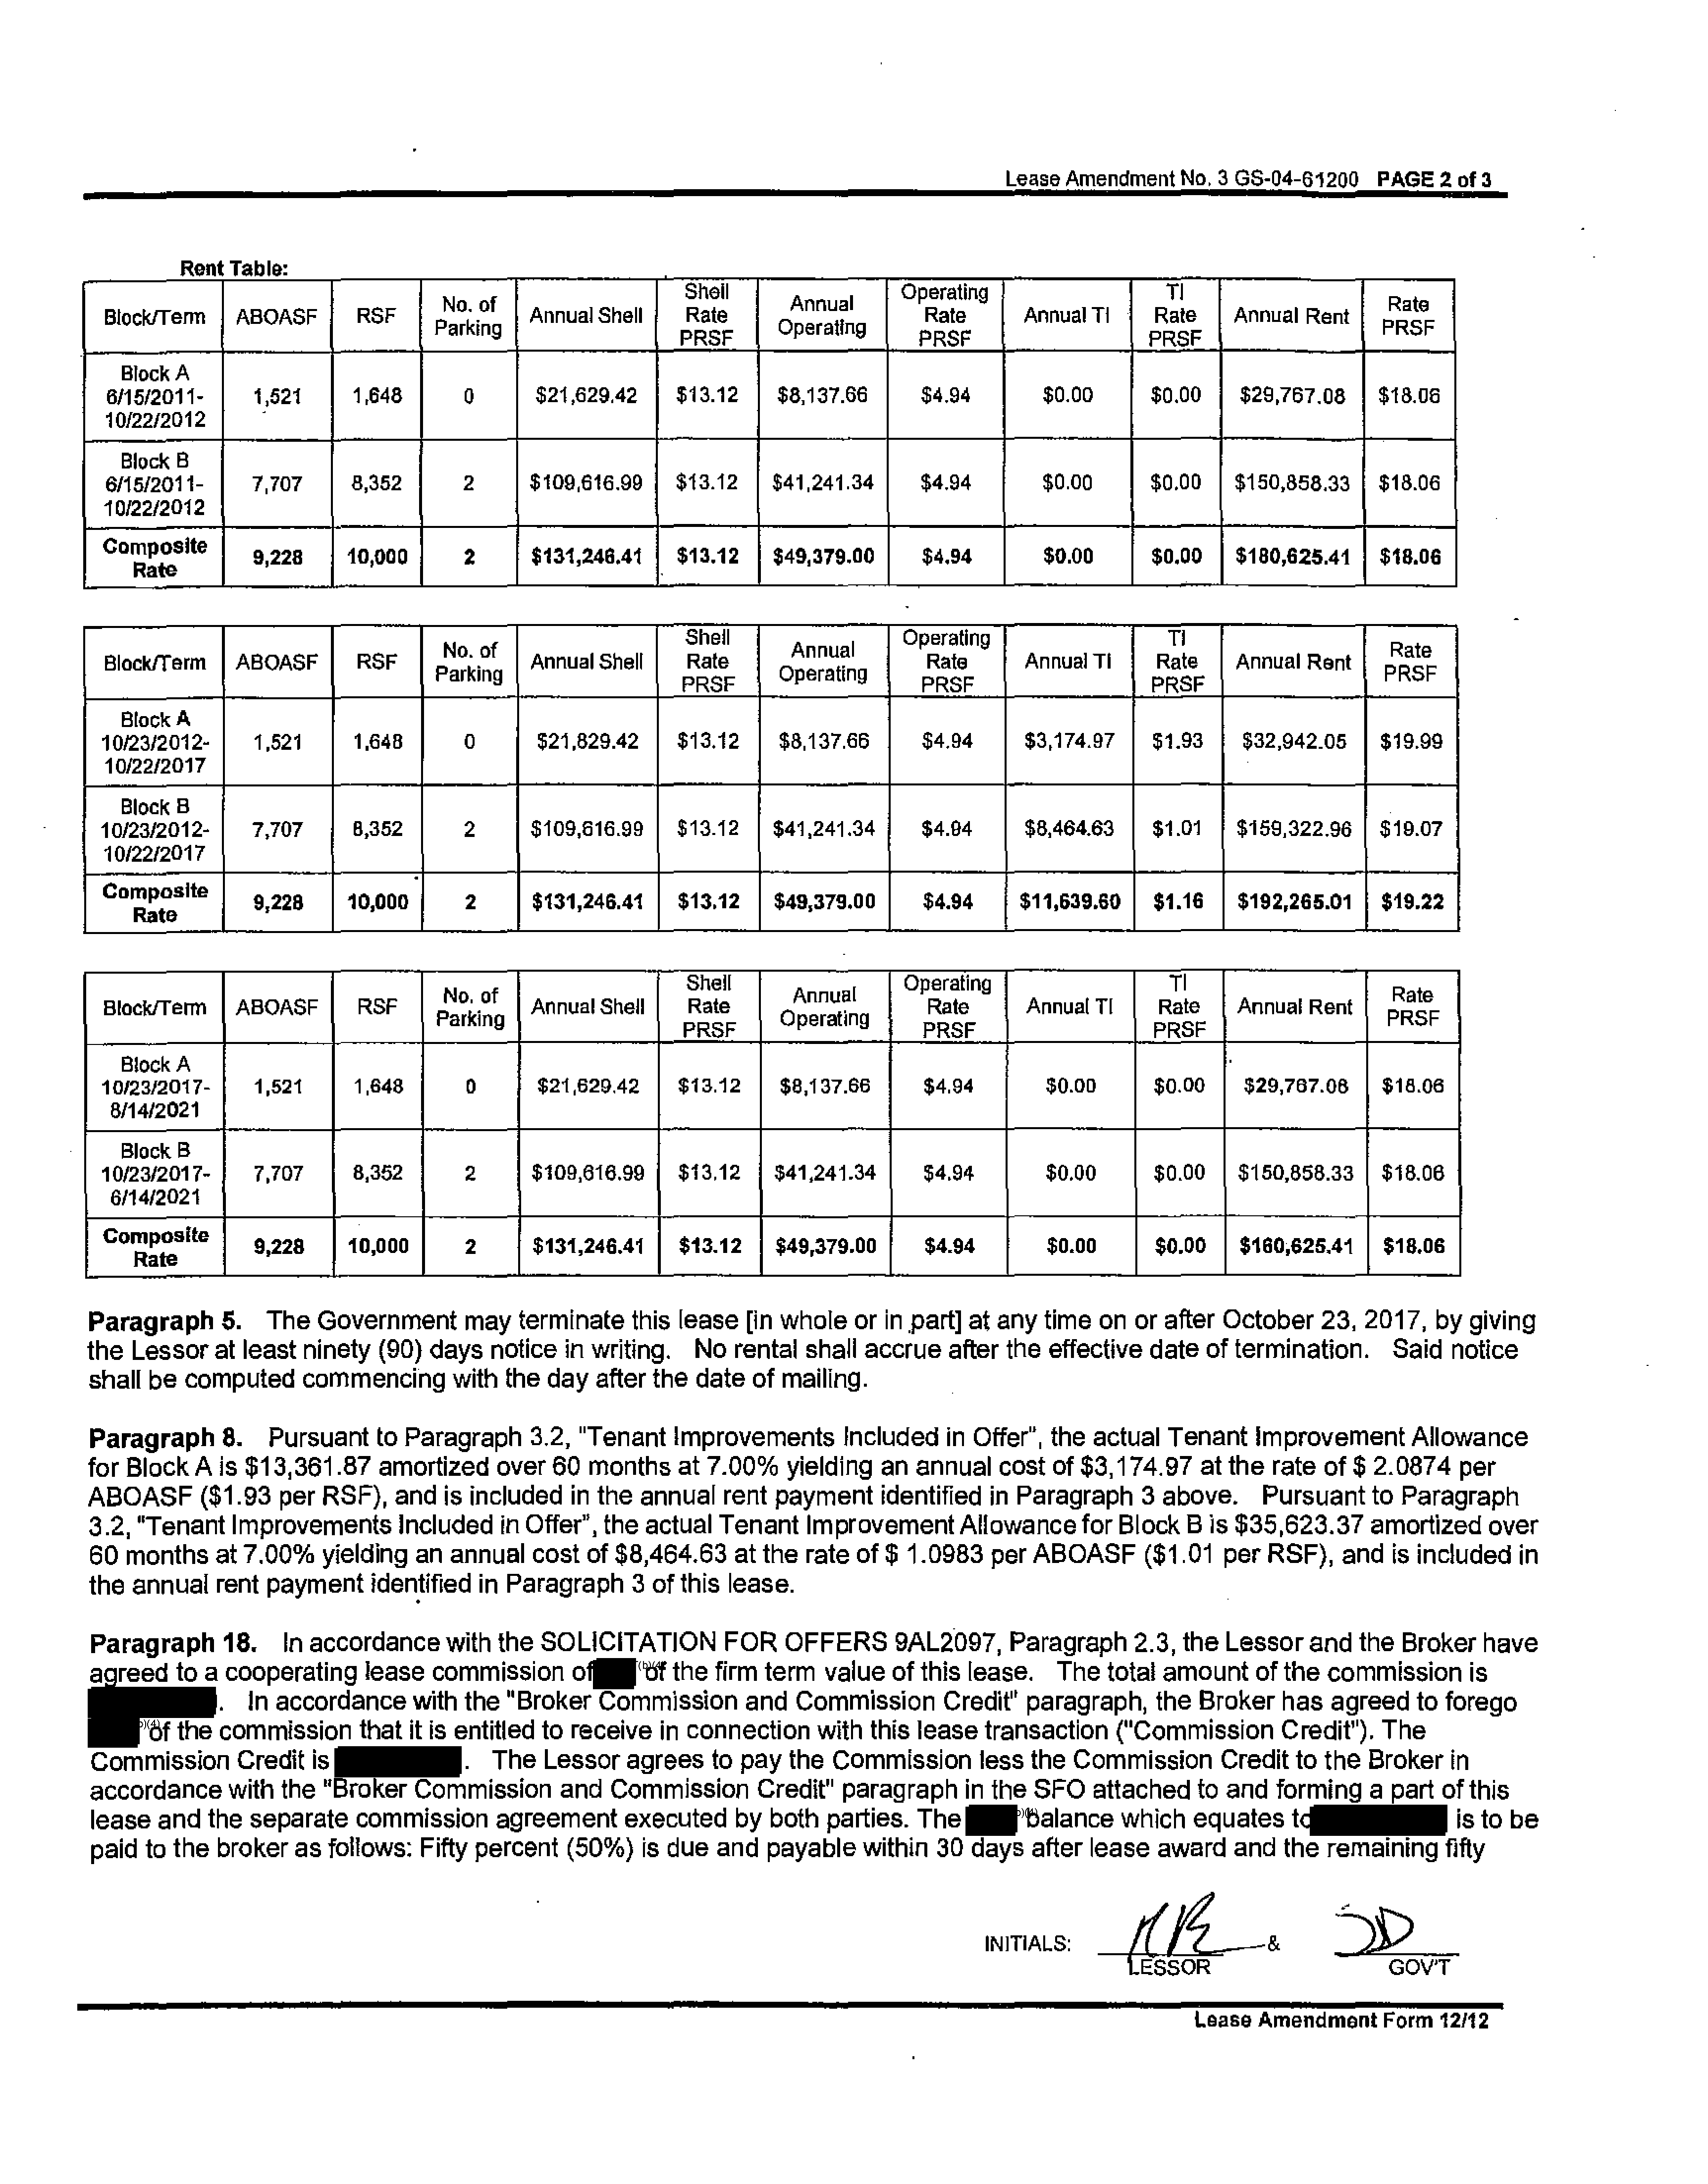 Lease Amendment No. 3 GS-04-61200 PAGE 2 of 3
Rent Table:
Block/Term ABOASF RSF No. of Parking Annual Shell Shell Rate PRSF Annual Operating Operating Rate PRSF Annual TI TI Rate PRSF Annual Rent Rate PRSF
Block A 6/15/2011-10/22/2012 1,521 1,648 0 $21,629.42 $13.12 $8,137.66 $4.94 $0.00 $0.00 $29,767.08 $18.06
Block B 6/15/2011-10/22/2012 7,707 8,352 2 $109,616.99 $13.12 $41,241.34 $4.94 $0.00 $0.00 $150,858.33 $18.06
Composite Rate 9,228 10,000 2 $131,246.41 $13.12 $49,379.00 $4.94 $0.00 $0.00 $180,625.41 $18.06
Block/Term ABOASF RSF No. of Parking Annual Shell Shell Rate PRSF Annual Operating Operating Rate PRSF Annual TI TI Rate PRSF Annual Rent Rate PRSF
Block A 10/23/2012-10/22/2017 1,521 1,648 0 $21,629.42 $13.12 $8,137.66 $4.94 $3,174.97 $1.93 $32,942.05 $19.99
Block B 10/23/2012-10/22/2017 7,707 8,352 2 $109,616.99 $13.12 $41,241.34 $4.94 $8,464.63 $1.01 $159,322.96 $19.07
Composite Rate 9,228 10,000 2 $131,246.41 $13.12 $49,379.00 $4.94 $11,639.60 $1.16 $192,265.01 $19.22
Block/Term ABOASF RSF No. of Parking Annual Shell Shell Rate PRSF Annual Operating Operating Rate PRSF Annual TI TI Rate PRSF Annual Rent Rate PRSF
Block A 10/23/2017-6/14/2021 1,521 1,648 0 $21,629.42 $13.12 $8,137.66 $4.94 $0.00 $0.00 $29,767.08 $18.06
Block B 10/23/2017-6/14/2021 7,707 8,352 2 $109,616.99 $13.12 $41,241.34 $4.94 $0.00 $0.00 $150,858.33 $18.06
Composite Rate 9,228 10,000 2 $131,246.41 $13.12 $49,379.00 $4.94 $0.00 $0.00 $180,625.41 $18.06
Paragraph 5. The Government may terminate this lease [in whole or in part] at any time on or after October 23, 2017, by giving
the Lessor at least ninety (90) days notice in writing. No rental shall accrue after the effective date of termination. Said notice
shall be computed commencing with the day after the date of mailing.
Paragraph 8. Pursuant to Paragraph 3.2, "Tenant Improvements Included in Offer", the actual Tenant Improvement Allowance
for Block A is $13,361.87 amortized over 60 months at 7.00% yielding an annual cost of $3,174.97 at the rate of $ 2.0874 per
ABOASF ($1.93 per RSF), and is included in the annual rent payment identified in Paragraph 3 above. Pursuant to Paragraph
3.2, "Tenant Improvements Included in Offer", the actual Tenant Improvement Allowance for Block B is $35,623.37 amortized over
60 months at 7.00% yielding an annual cost of $8,464.63 at the rate of $ 1.0983 per ABOASF ($1.01 per RSF), and is included in
the annual rent payment identified in Paragraph 3 of this lease.
Paragraph 18. In accordance with the SOLICITATION FOR OFFERS 9AL2097, Paragraph 2.3, the Lessor and the Broker have
agreed to a cooperating lease commission of of the firm term value of this lease. The total amount of the commission is
. In accordance with the "Broker Commission and Commission Credit" paragraph, the Broker has agreed to forego
of the commission that it is entitled to receive in connection with this lease transaction ("Commission Credit"). The
Commission Credit is . The Lessor agrees to pay the Commission less the Commission Credit to the Broker in
accordance with the "Broker Commission and Commission Credit" paragraph in the SFO attached to and forming a part of this
lease and the separate commission agreement executed by both parties. The balance which equates to is to be
paid to the broker as follows: Fifty percent (50%) is due and payable within 30 days after lease award and the remaining fifty
INITIALS: & JD
LESSOR GOV'T
Lease Amendment Form 12/12